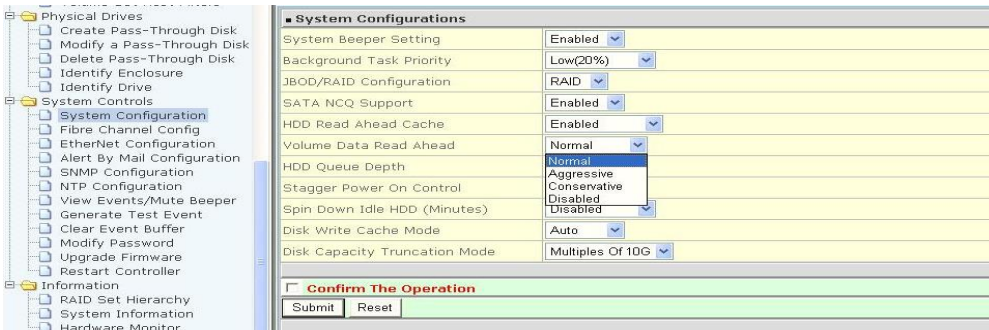 Physical Drives
Create Pass-Through Disk
Modify a Pass-Through Disk
Delete Pass-Through Disk
Identify Enclosure
Identify Drive
System Controls
System Configuration
Fibre Channel Config
EtherNet Configuration
Alert By Mail Configuration
SNMP Configuration
NTP Configuration
View Events/Mute Beeper
Generate Test Event
Clear Event Buffer
Modify Password
Upgrade Firmware
Restart Controller
Information
RAID Set Hierarchy
System Information
Hardware Monitor
System Configurations
System Beeper Setting Enabled
Background Task Priority Low(20%)
JBOD/RAID Configuration RAID
SATA NCQ Support Enabled
HDD Read Ahead Cache Enabled
Volume Data Read Ahead Normal
Normal
Aggressive
Conservative
Disabled
HDD Queue Depth
Stagger Power On Control
Spin Down Idle HDD (Minutes) Disabled
Disk Write Cache Mode Auto
Disk Capacity Truncation Mode Multiples Of 10G
Confirm The Operation
Submit Reset